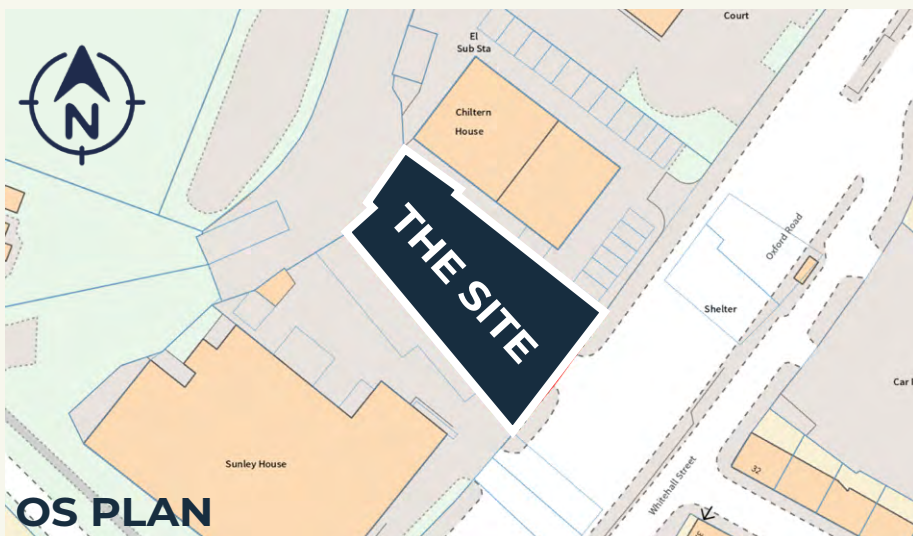 Court
El
Sub Sta
N
Chiltern
House
THE SITE
Oxford Road
Shelter
Car
Sunley House
32
Whitehall Street
OS PLAN